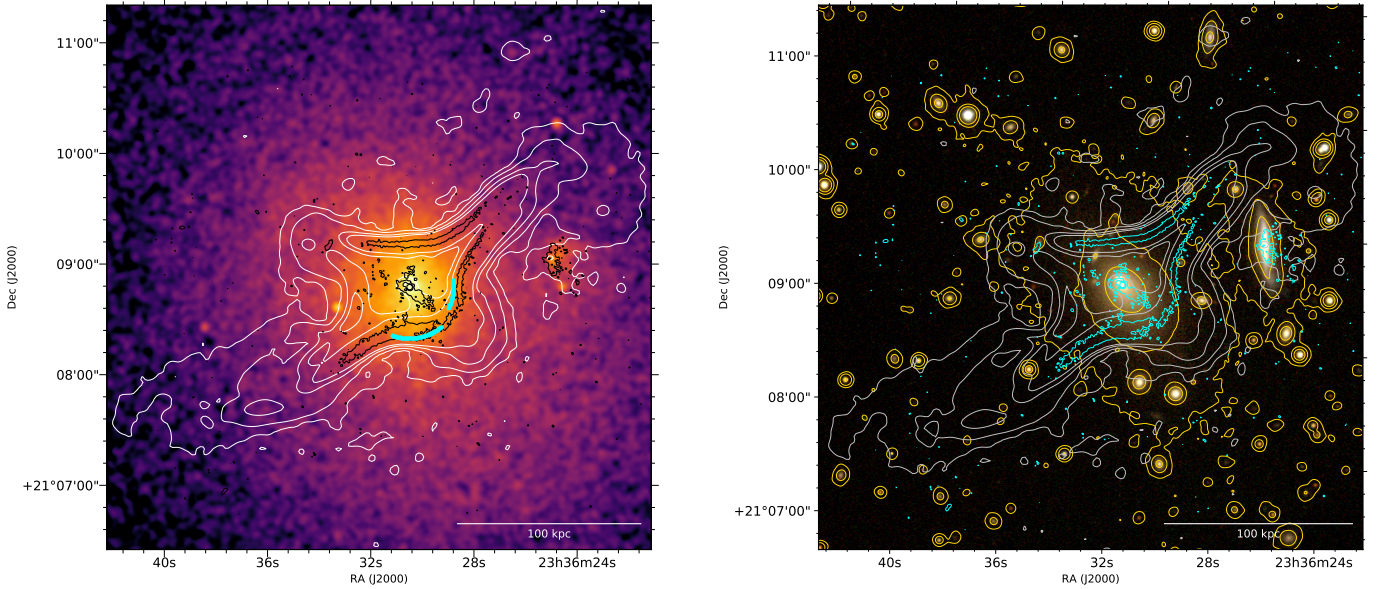 11'00"
10'00"
09'00"
08'00"
+21°07'00"
Dec (J2000)
100 kpc
40s
36s
32s
28s
23h36m24s
RA (J2000)
11'00"
10'00"
09'00"
08'00"
+21°07'00"
Dec (J2000)
100 kpc
40s
36s
32s
28s
23h36m24s
RA (J2000)